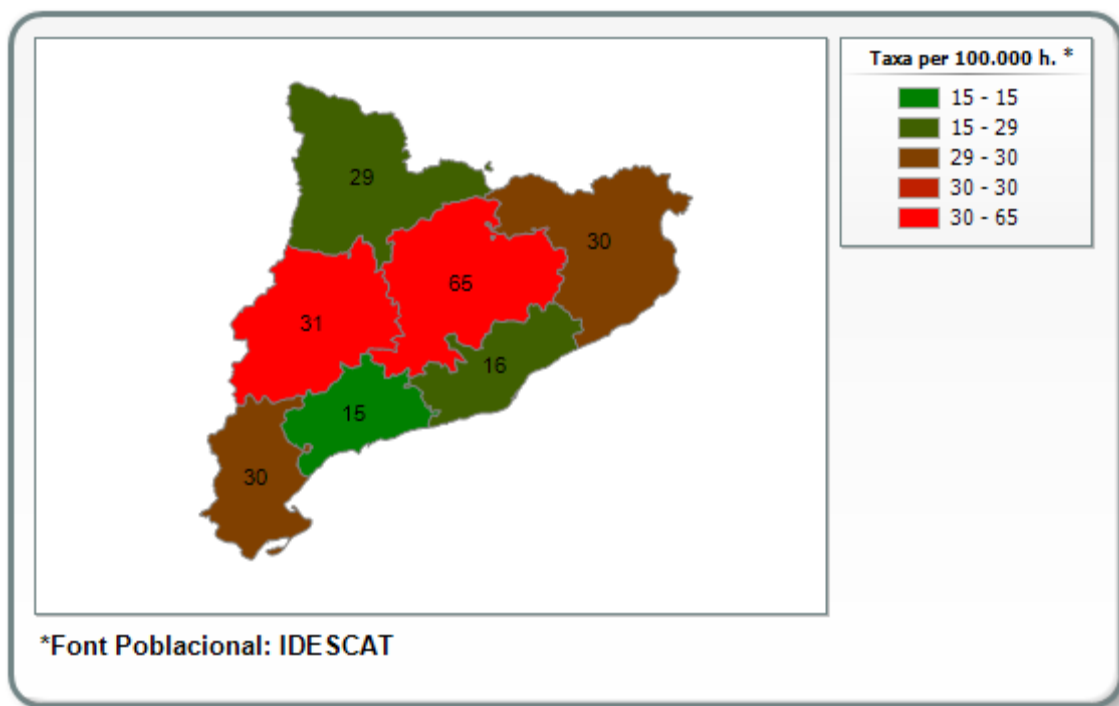 Taxa per 100.000 h. *
15 - 15
15 - 29
29 - 30
30 - 30
30 - 65
29
30
65
31
16
15
30
*Font Poblacional: IDESCAT